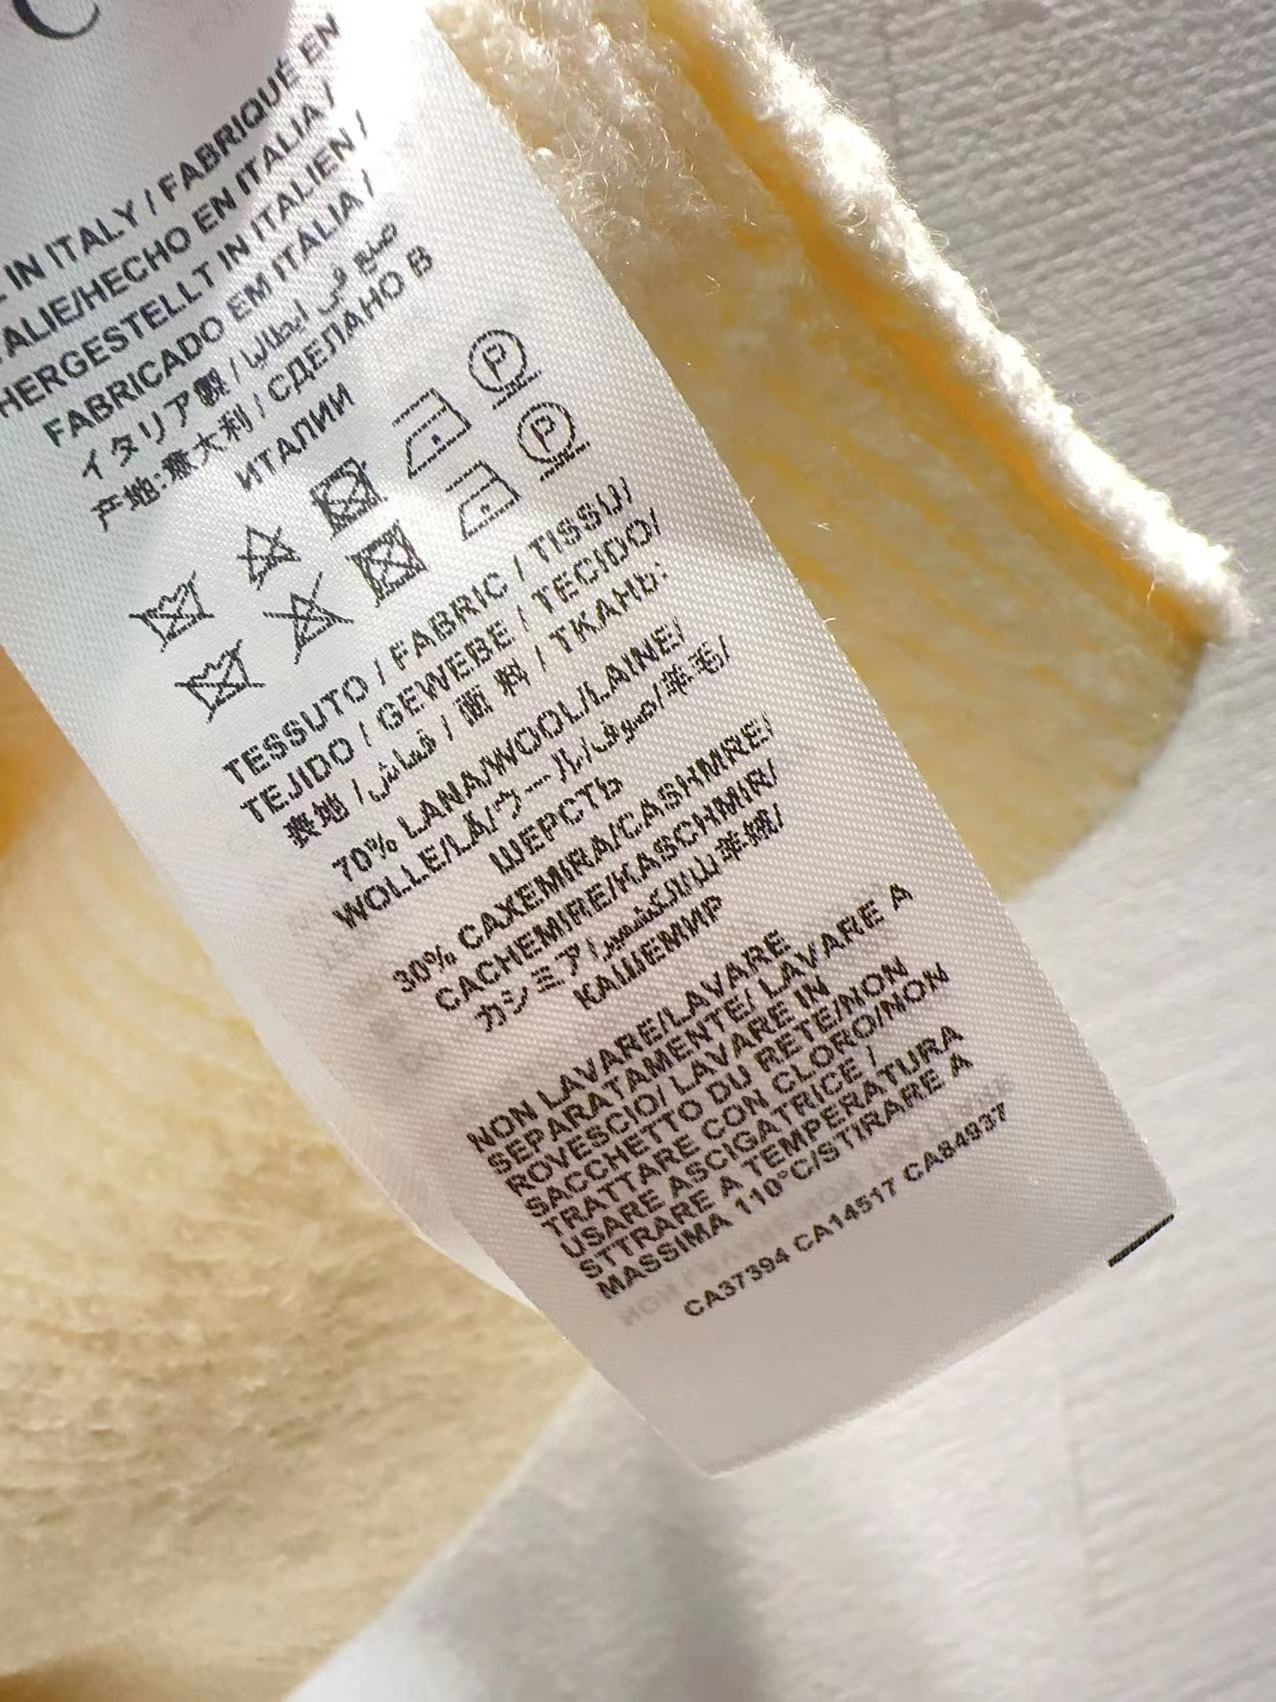 C
IN ITALY / FABRIQUÉ EN
ALIE/HECHO EN ITALIA /
HERGESTELLT IN ITALIEN /
FABRICADO EM ITALIA /
イタリア製 / صنع في ايطاليا
产地:意大利 / СДЕЛАНО В
ИТАЛИИ
P
P
TESSUTO / FABRIC / TISSU/
TEJIDO / GEWEBE / TECIDO/
表地 / قماش / 面 料 / ТКАНЬ:
70% LANA/WOOL/LAINE/
WOLLE/LÃ/ウール/صوف/羊毛/
ШЕРСТЬ
30% CAXEMIRA/CASHMRE/
CACHEMIRE/KASCHMIR/
カシミア/الكشمير/山羊绒/
КАШЕМИР
NON LAVARE/LAVARE
SEPARATAMENTE/ LAVARE A
ROVESCIO/ LAVARE IN
SACCHETTO DU RETE/NON
TRATTARE CON CLORO/NON
USARE ASCIGATRICE /
STTRARE A TEMPERATURA
MASSIMA 110°C/STIRARE A
CA37394 CA14517 CA84937